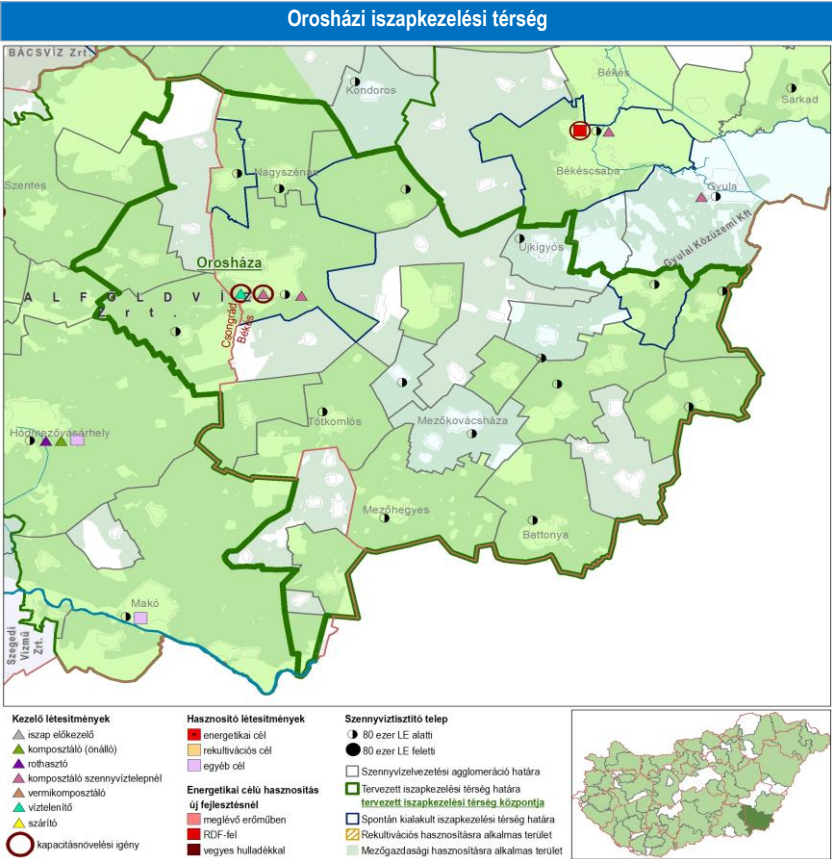 Orosházi iszapkezelési térség
BÁCSVÍZ Zrt.
Kondoros
Békés
Sarkad
Békéscsaba
Szentes
Nagyszénás
Gyula
Gyulai Közüzemi Kft
Újkígyós
Orosháza
ALFÖLDVÍZ
Zrt.
Csongrád
Békés
Tótkomlós
Mezőkovácsháza
Hódmezővásárhely
Mezőhegyes
Battonya
Makó
Szegedi
Vízmű
Zrt.
Kezelő létesítmények
iszap előkezelő
komposztáló (önálló)
rothasztó
komposztáló szennyvíztelepnél
vermikomposztáló
víztelenítő
szárító
kapacitásnövelési igény
Hasznosító létesítmények
energetikai cél
rekultivációs cél
egyéb cél
Energetikai célú hasznosítás
új fejlesztésnél
meglévő erőműben
RDF-fel
vegyes hulladékkal
Szennyvíztisztító telep
80 ezer LE alatti
80 ezer LE feletti
Szennyvízelvezetési agglomeráció határa
Tervezett iszapkezelési térség határa
tervezett iszapkezelési térség központja
Spontán kialakult iszapkezelési térség határa
Rekultivációs hasznosításra alkalmas terület
Mezőgazdasági hasznosításra alkalmas terület